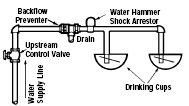 Backflow
Preventer
Water Hammer
Shock Arrestor
Drain
Upstream
Control Valve
Water
Supply Line
Drinking Cups